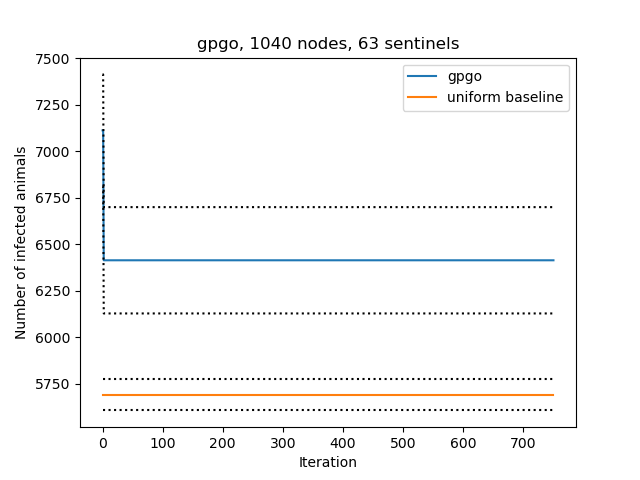 gpgo, 1040 nodes, 63 sentinels
gpgo
uniform baseline
7500
7250
7000
6750
6500
6250
6000
5750
Number of infected animals
0 100 200 300 400 500 600 700
Iteration